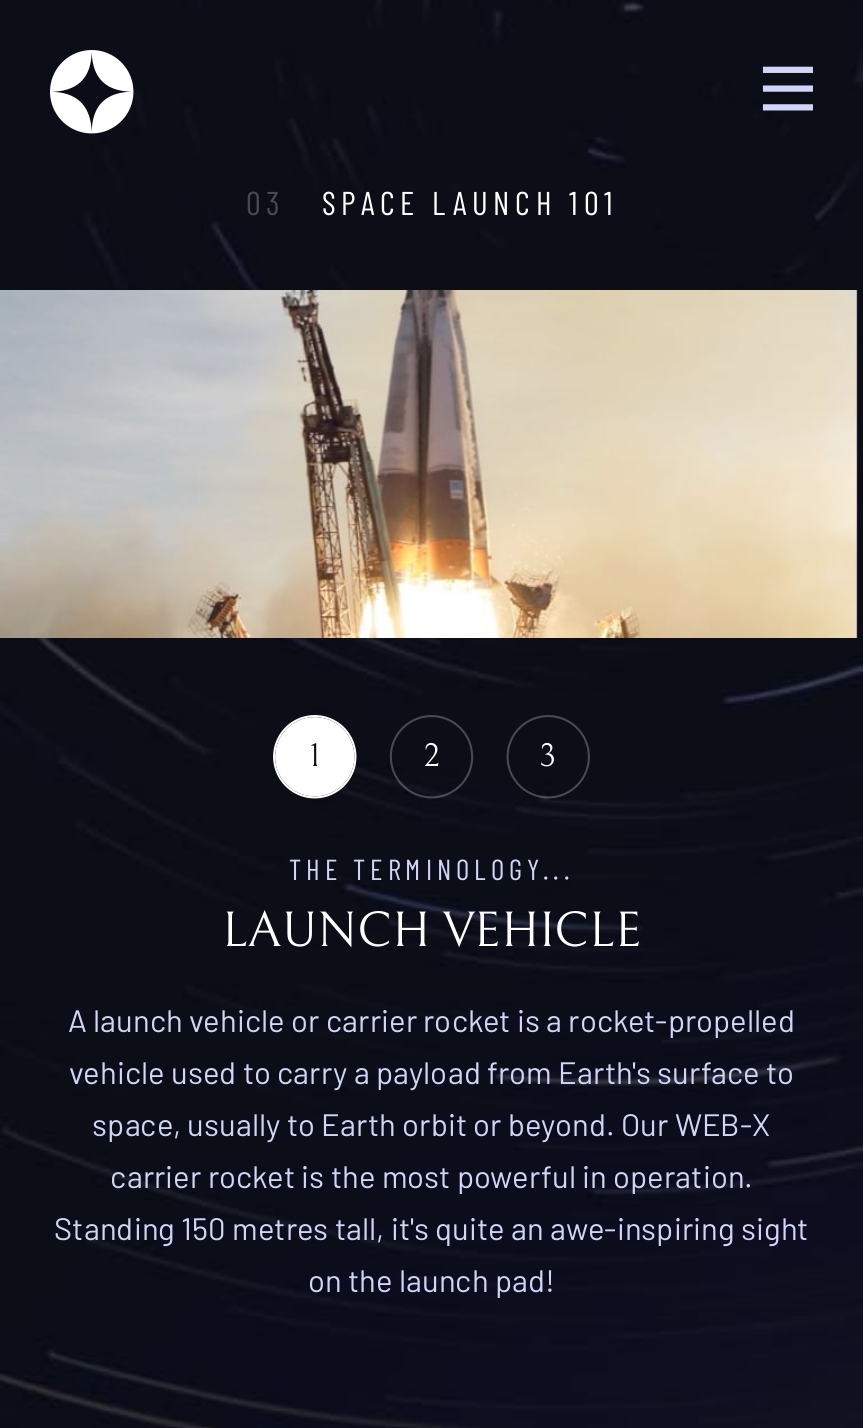 03 SPACE LAUNCH 101
1 2 3
THE TERMINOLOGY...
LAUNCH VEHICLE
A launch vehicle or carrier rocket is a rocket-propelled
vehicle used to carry a payload from Earth's surface to
space, usually to Earth orbit or beyond. Our WEB-X
carrier rocket is the most powerful in operation.
Standing 150 metres tall, it's quite an awe-inspiring sight
on the launch pad!